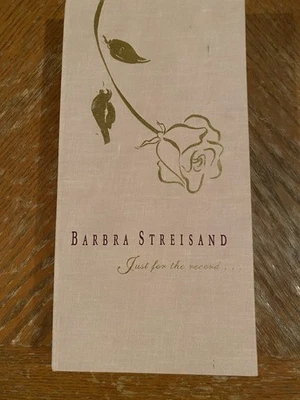 BARBRA STREISAND
Just for the record . . .